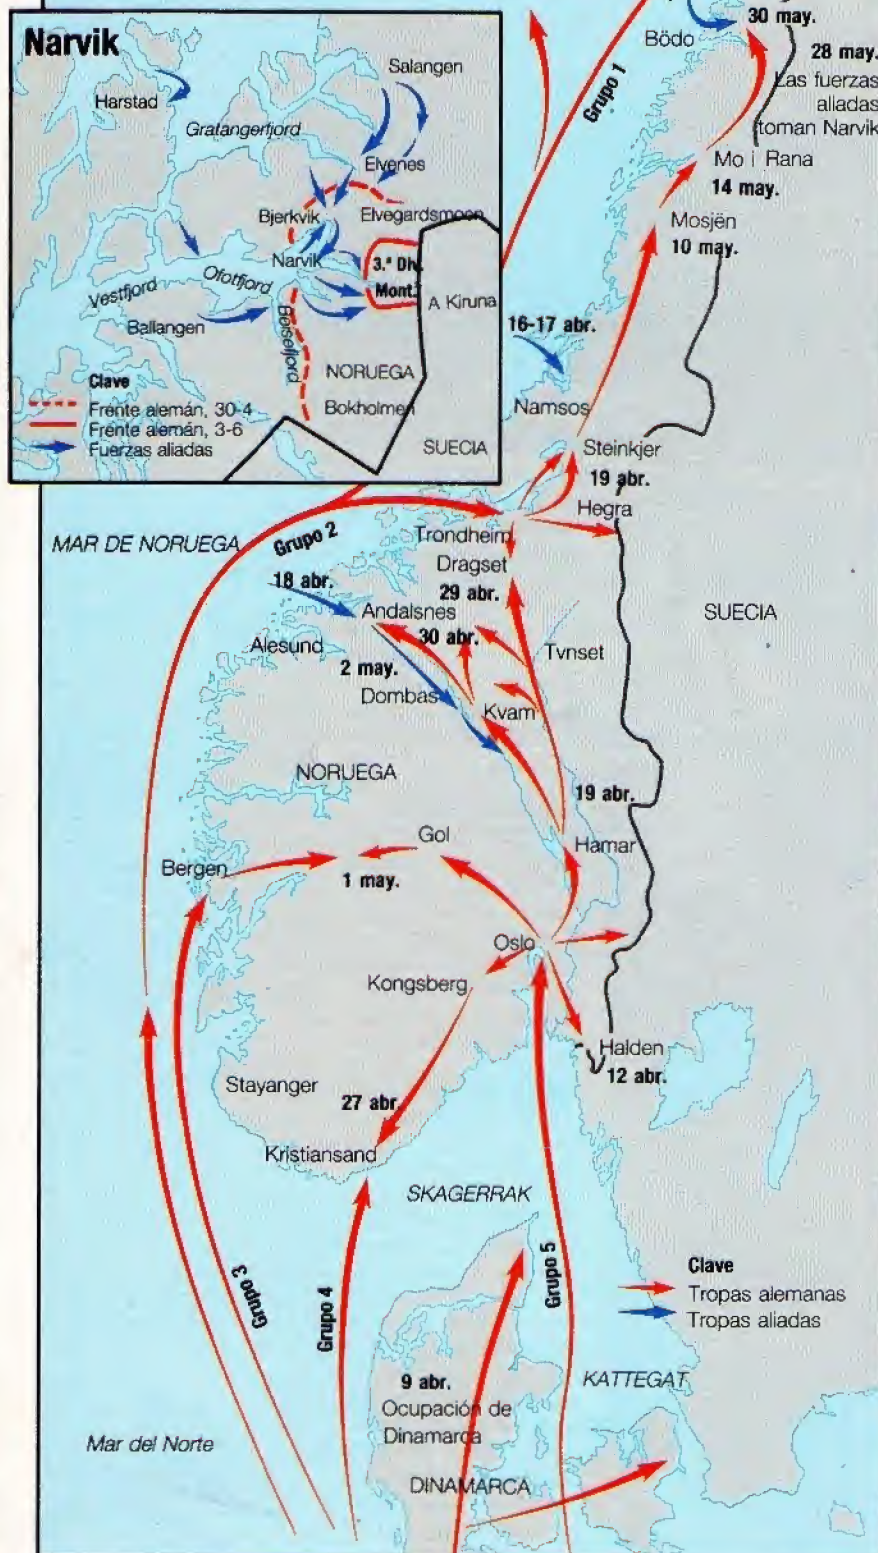 Narvik
Salangen
Harstad
Gratangerfjord
Elvenes
Bjerkvik
Elvegardsmoen
Narvik
3.ª Div.
Mont.
Ofotfjord
Vestfjord
A Kiruna
Ballangen
Beisefjord
NORUEGA
Bokholmen
SUECIA
Clave
Frente alemán, 30-4
Frente alemán, 3-6
Fuerzas aliadas
30 may.
Bödo
28 may.
Las fuerzas
aliadas
toman Narvik
Grupo 1
Mo i Rana
14 may.
Mosjën
10 may.
16-17 abr.
Namsos
Steinkjer
19 abr.
Hegra
MAR DE NORUEGA
Grupo 2
Trondheim
Dragset
29 abr.
18 abr.
Andalsnes
30 abr.
Alesund
2 may.
Tvnset
SUECIA
Dombas
Kvam
NORUEGA
19 abr.
Gol
Hamar
Bergen
1 may.
Oslo
Kongsberg
Halden
12 abr.
Stayanger
27 abr.
Kristiansand
SKAGERRAK
Grupo 3
Grupo 4
Grupo 5
Clave
Tropas alemanas
Tropas aliadas
9 abr.
Ocupación de
Dinamarca
KATTEGAT
Mar del Norte
DINAMARCA